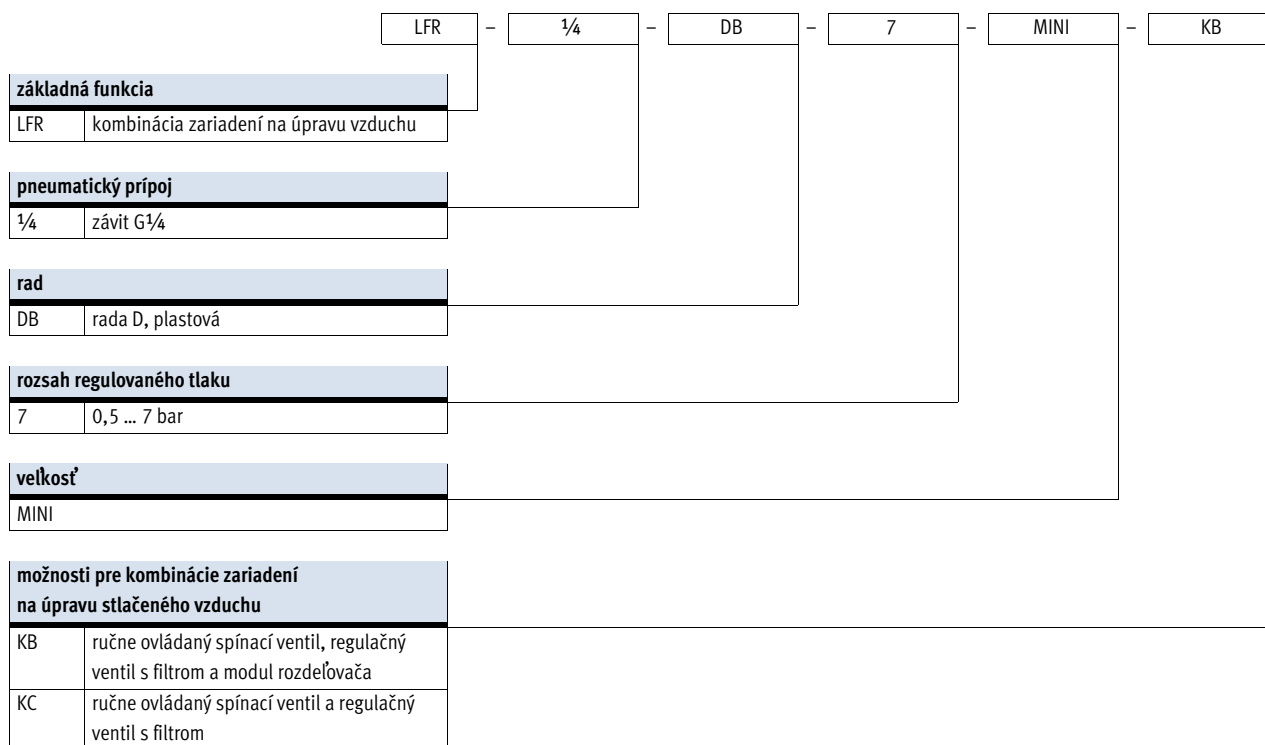 LFR – ¼ – DB – 7 – MINI – KB
základná funkcia
LFR kombinácia zariadení na úpravu vzduchu
pneumatický prípoj
¼ závit G¼
rad
DB rada D, plastová
rozsah regulovaného tlaku
7 0,5 … 7 bar
veľkosť
MINI
možnosti pre kombinácie zariadení
na úpravu stlačeného vzduchu
KB ručne ovládaný spínací ventil, regulačný
ventil s filtrom a modul rozdeľovača
KC ručne ovládaný spínací ventil a regulačný
ventil s filtrom